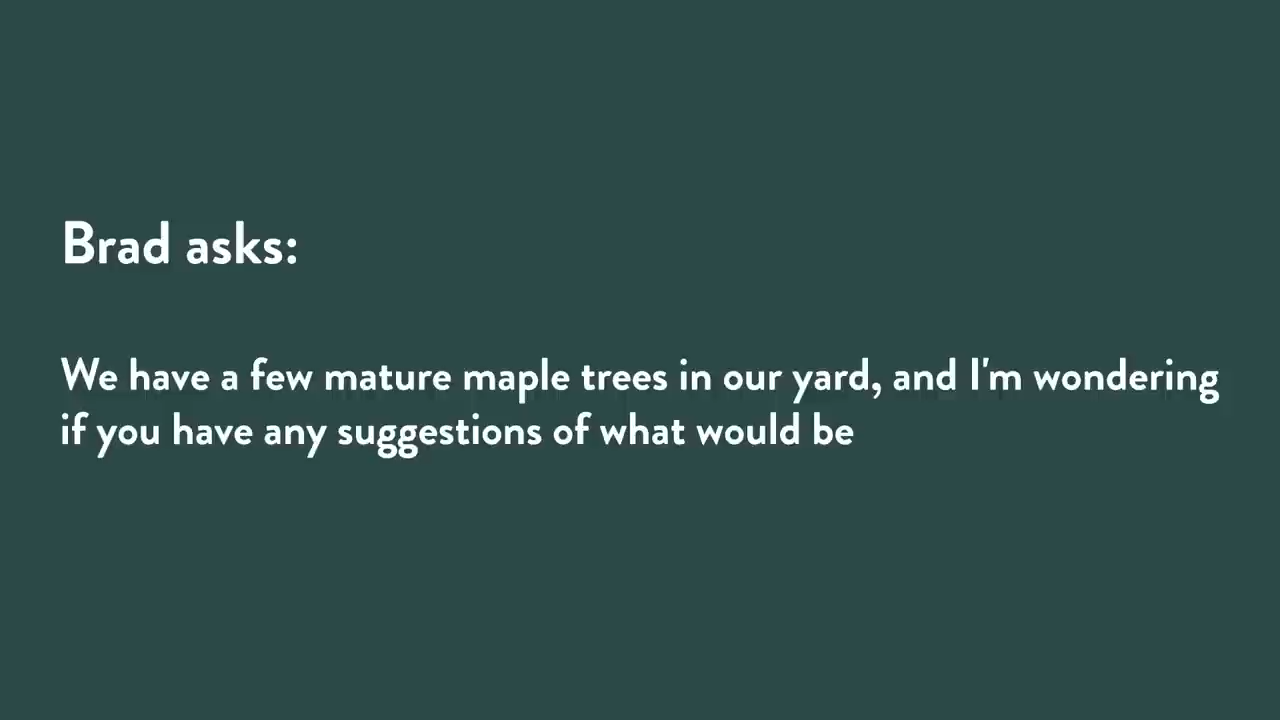 Brad asks:
We have a few mature maple trees in our yard, and I'm wondering
if you have any suggestions of what would be